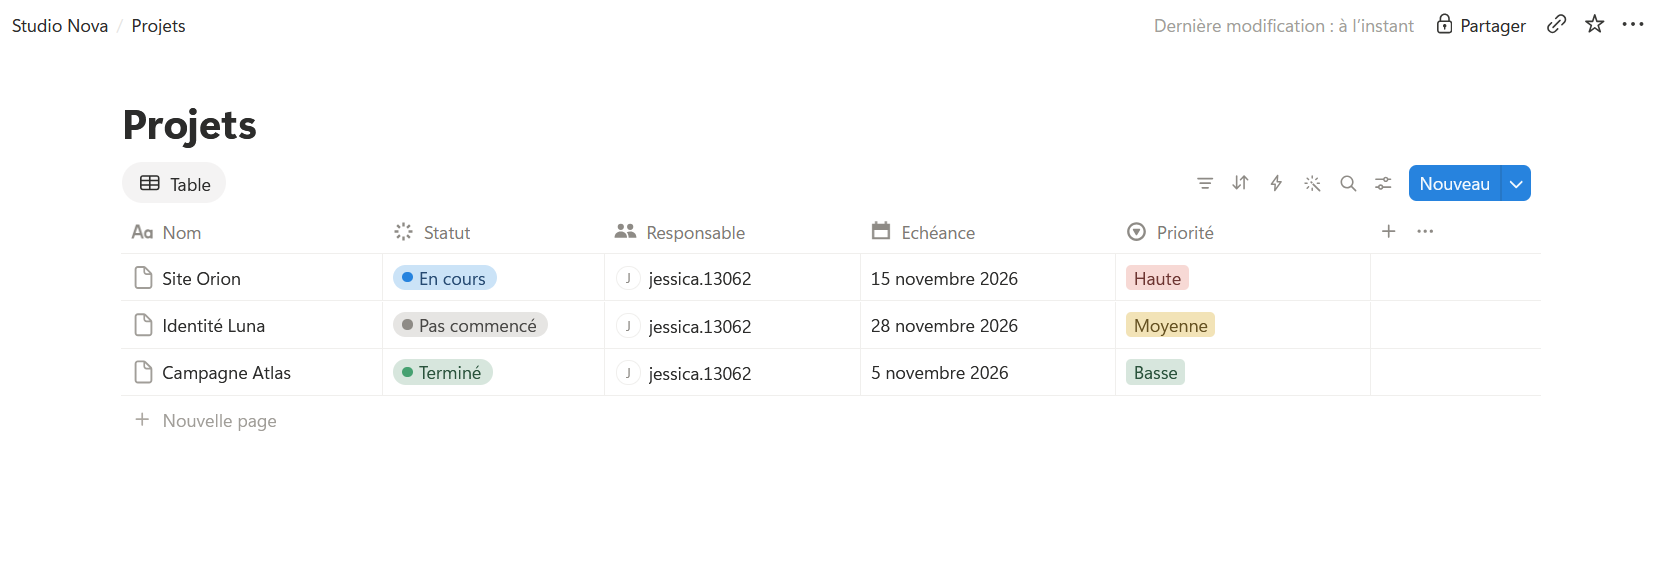 Studio Nova / Projets
Dernière modification : à l'instant Partager
Projets
Table
Nouveau
Aa Nom Statut Responsable Echéance Priorité
Site Orion En cours J jessica.13062 15 novembre 2026 Haute
Identité Luna Pas commencé J jessica.13062 28 novembre 2026 Moyenne
Campagne Atlas Terminé J jessica.13062 5 novembre 2026 Basse
+ Nouvelle page